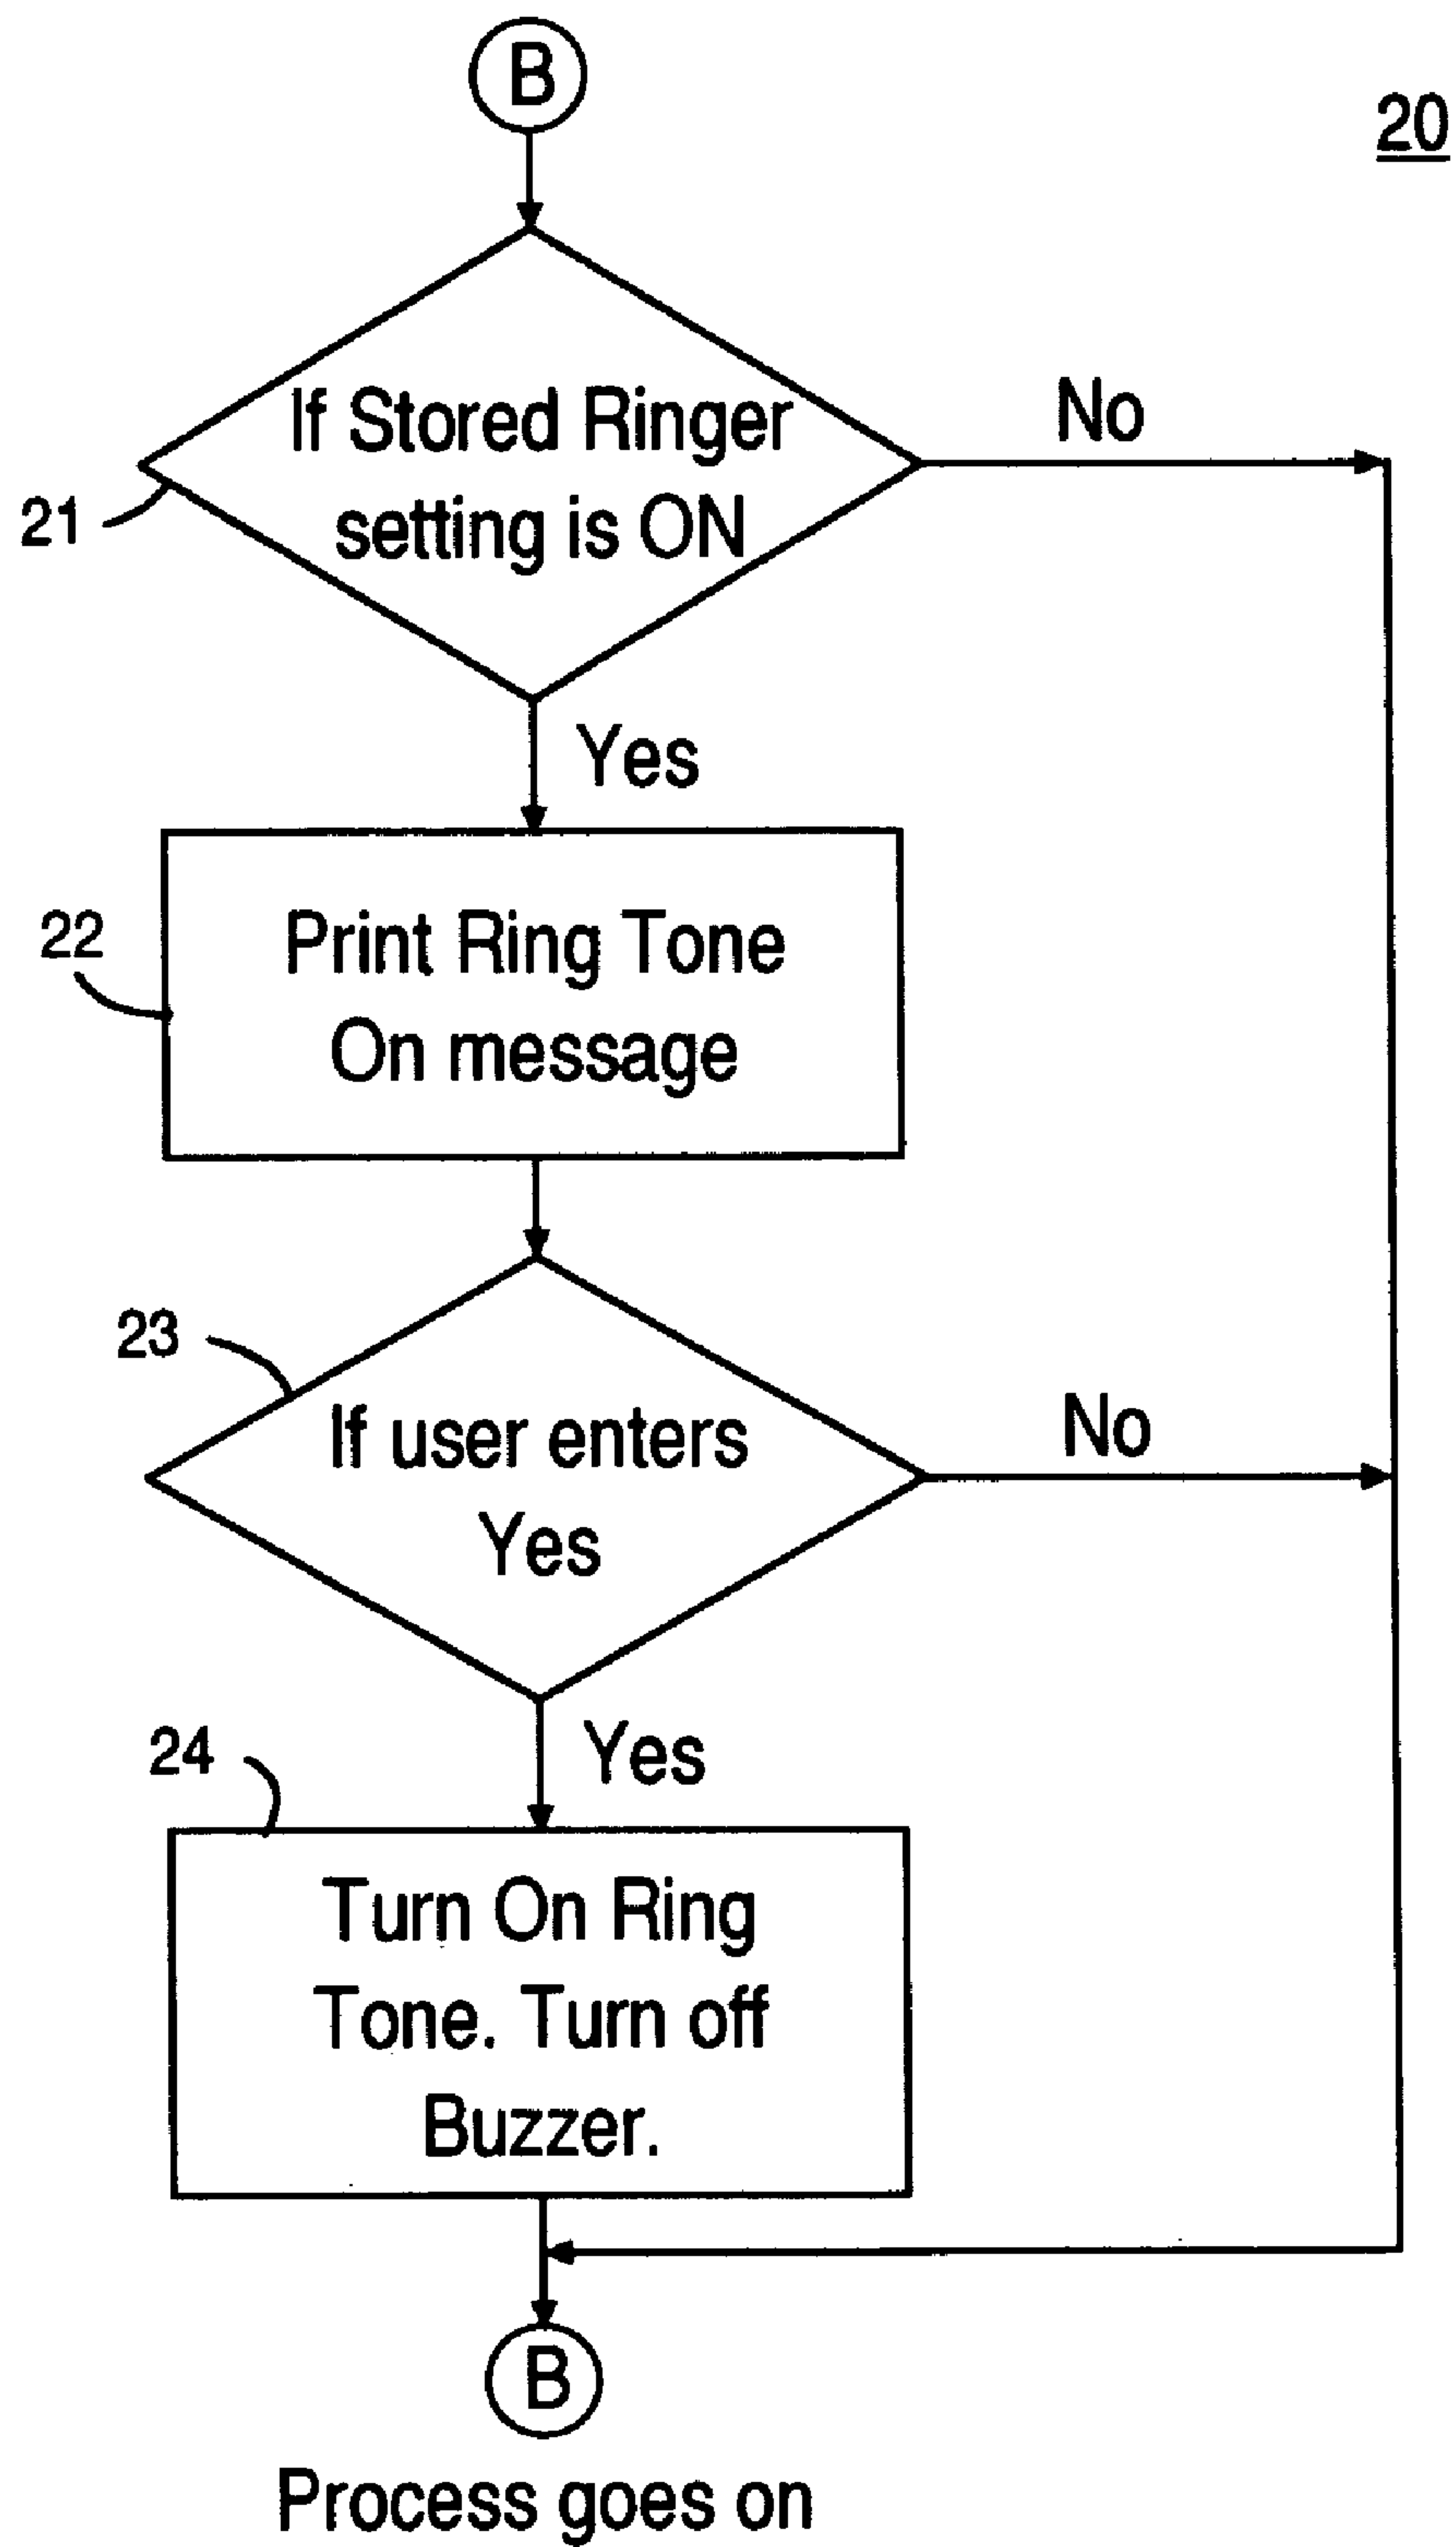 B
20
If Stored Ringer
setting is ON
No
21
Yes
22
Print Ring Tone
On message
23
If user enters
Yes
No
24
Yes
Turn On Ring
Tone. Turn off
Buzzer.
B
Process goes on